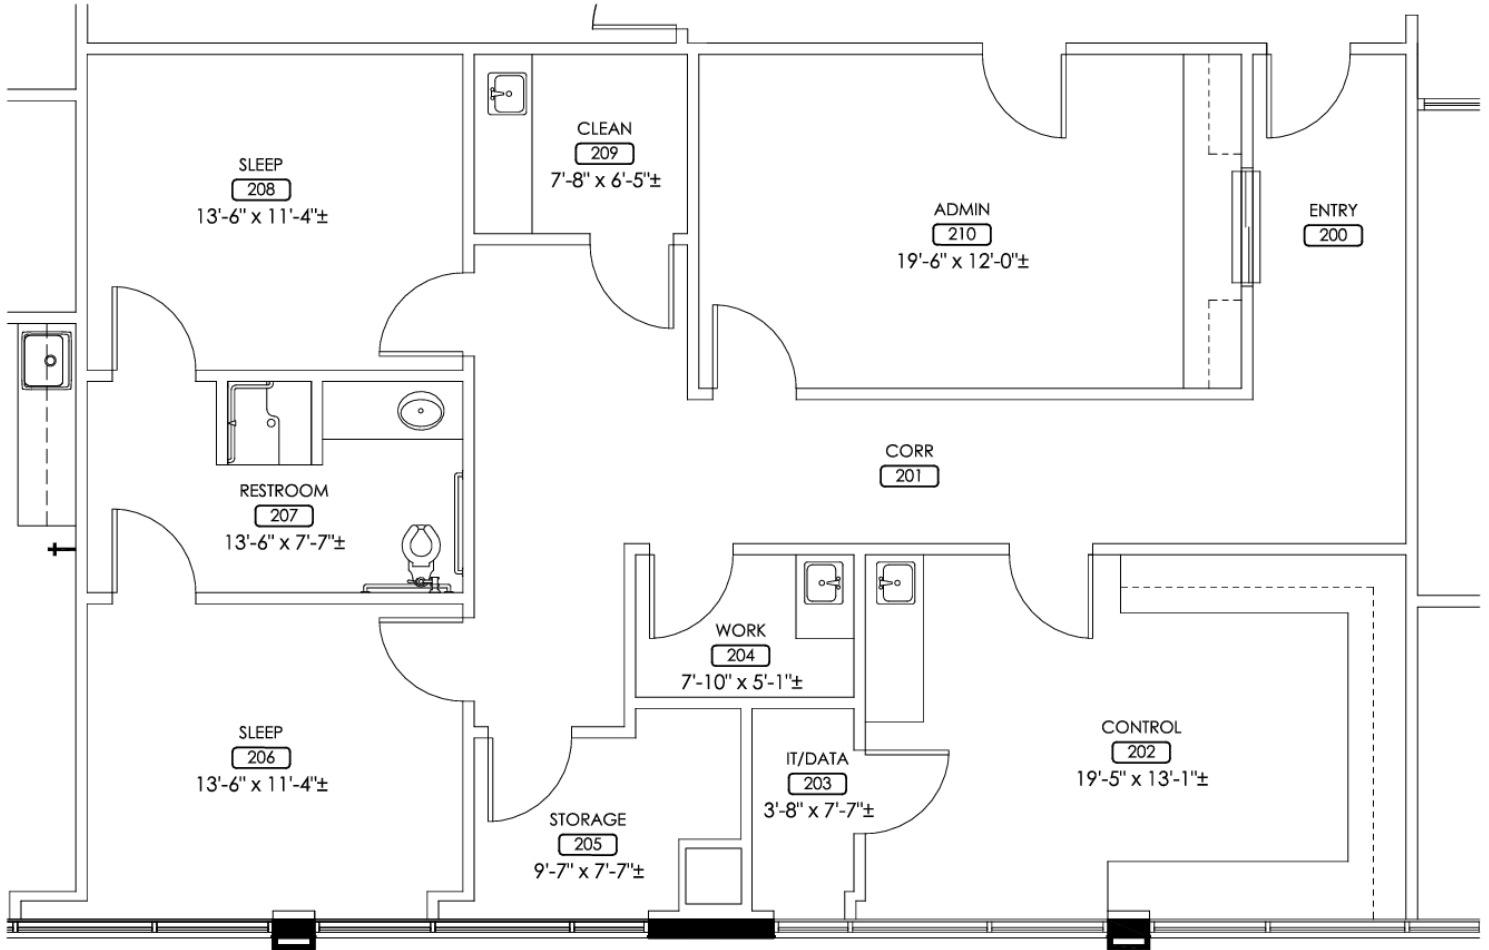 CLEAN
209
7'-8" x 6'-5"±
SLEEP
208
13'-6" x 11'-4"±
ADMIN
210
19'-6" x 12'-0"±
ENTRY
200
CORR
201
RESTROOM
207
13'-6" x 7'-7"±
WORK
204
7'-10" x 5'-1"±
SLEEP
206
13'-6" x 11'-4"±
CONTROL
202
19'-5" x 13'-1"±
IT/DATA
203
3'-8" x 7'-7"±
STORAGE
205
9'-7" x 7'-7"±